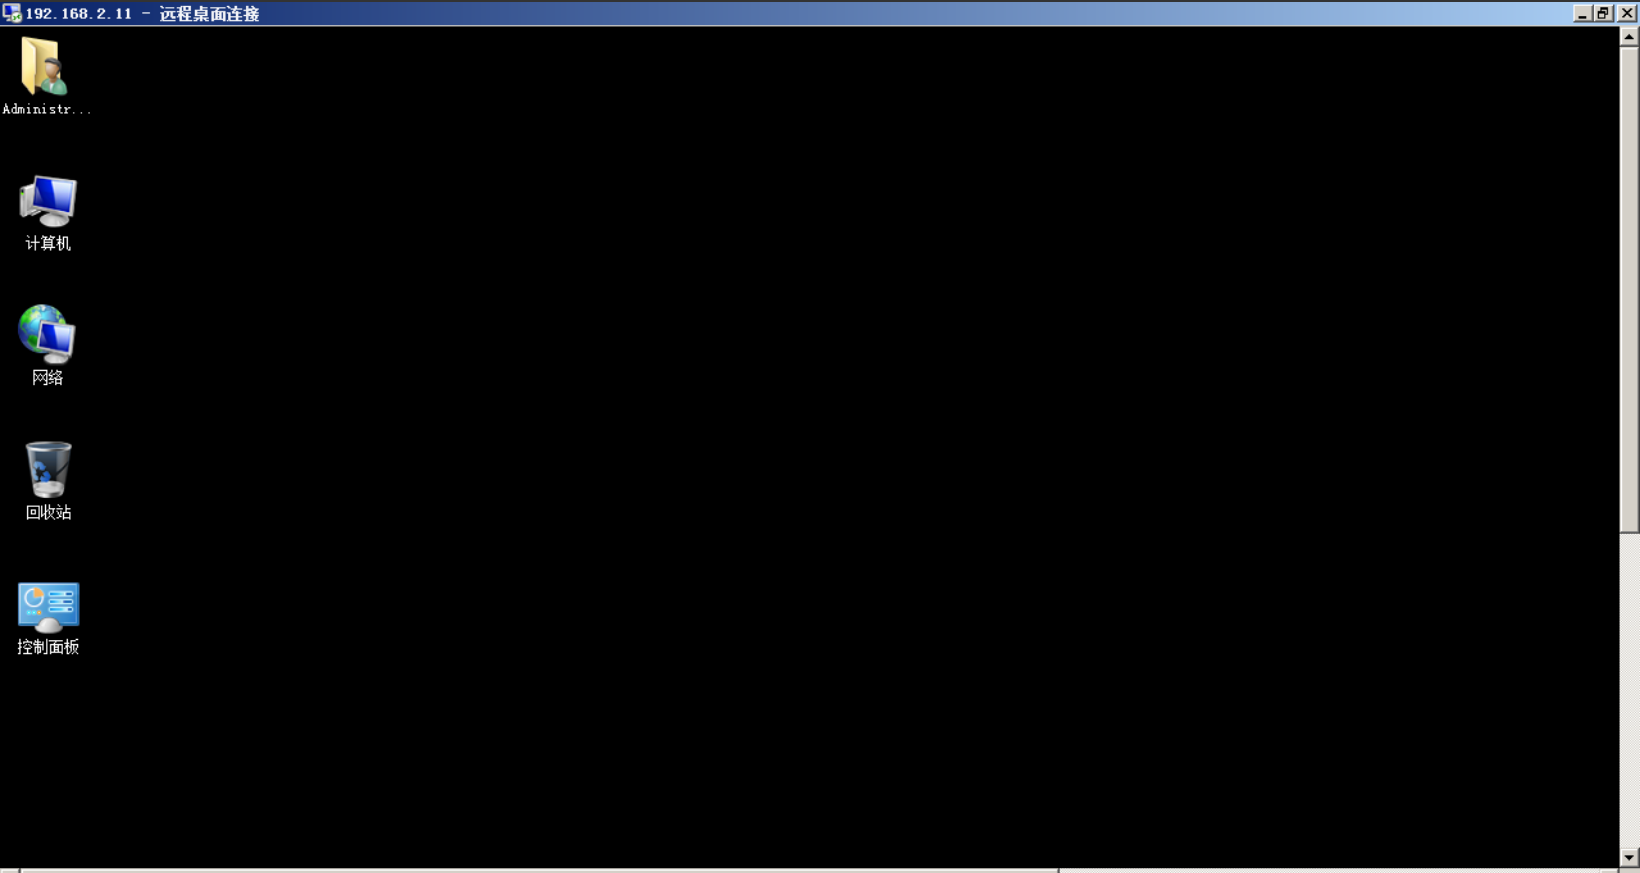 192.168.2.11 - 远程桌面连接
Administr...
计算机
网络
回收站
控制面板